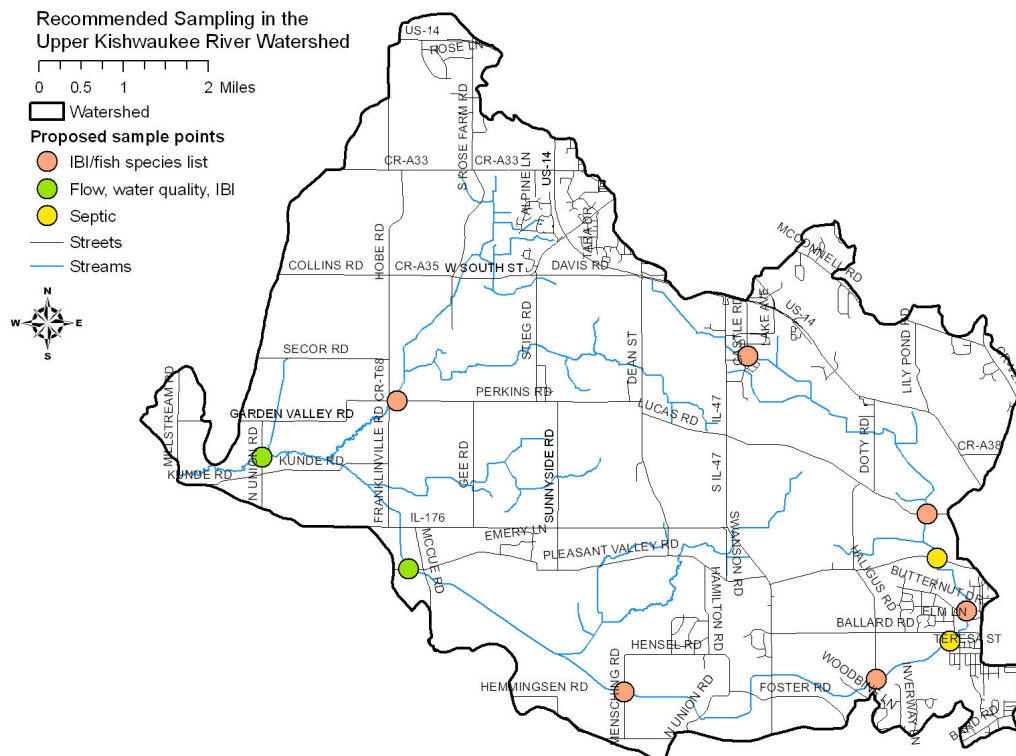 Recommended Sampling in the
Upper Kishwaukee River Watershed
0 0.5 1 2 Miles
Watershed
Proposed sample points
IBI/fish species list
Flow, water quality, IBI
Septic
Streets
Streams
N
W E
S
US-14
ROSE LN
S ROSE FARM RD
CR-A33
CR-A33
ALPINE LN
US-14
TARA DR
HOBE RD
COLLINS RD
CR-A35
W SOUTH ST
DAVIS RD
MCCONNELL RD
LAKE AVE
US-14
LILY POND RD
STIEG RD
DEAN ST
SECOR RD
CR-T68
PERKINS RD
LUCAS RD
IL-47
MILLSTREAM RD
GARDEN VALLEY RD
N UNION RD
KUNDE RD
KUNDE RD
FRANKLINVILLE RD
GEE RD
SUNNYSIDE RD
S IL-47
DOTY RD
CR-A38
IL-176
MCCUE RD
EMERY LN
PLEASANT VALLEY RD
SWANSON RD
HAMILTON RD
HALIGUS RD
BUTTERNUT DR
ELM LN
BALLARD RD
TERESA ST
HENSEL RD
HEMMINGSEN RD
MENSCHING RD
N UNION RD
FOSTER RD
INVERWAY LN
BARD RD